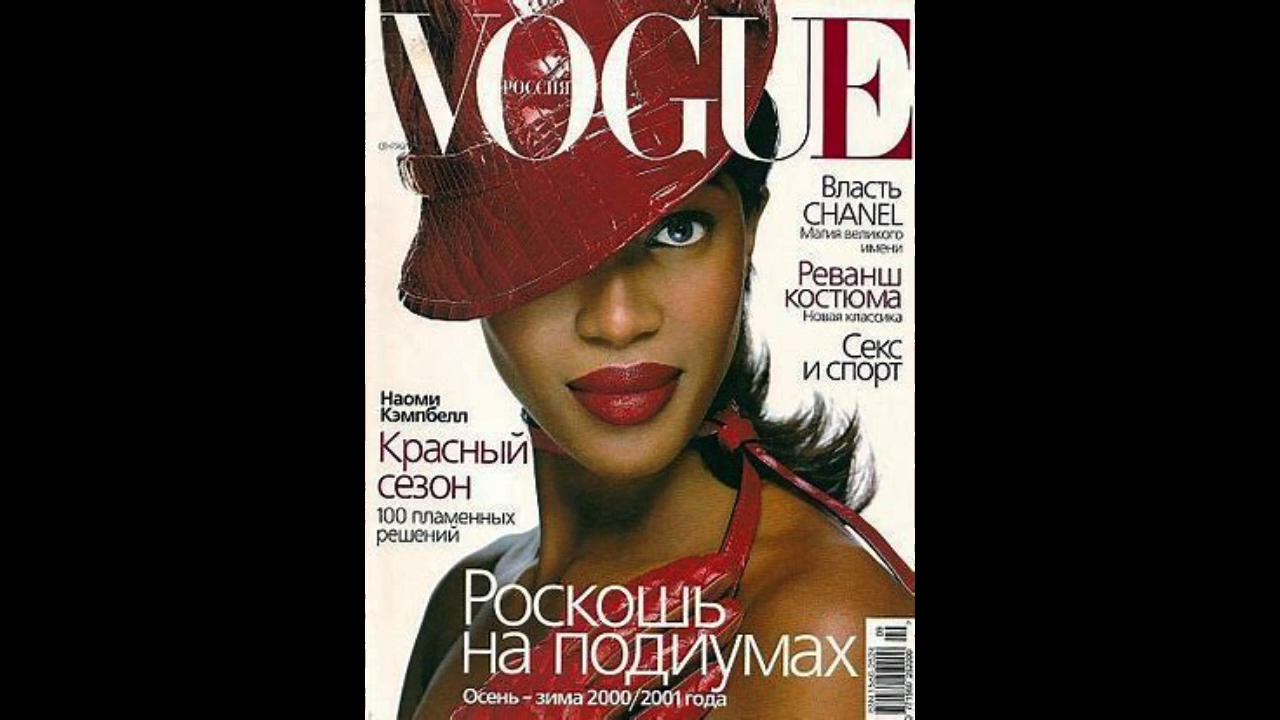 VOGUE
РОССИЯ
Власть
CHANEL
Магия великого
имени
Реванш
костюма
Новая классика
Секс
и спорт
Наоми
Кэмпбелл
Красный
сезон
100 пламенных
решений
Роскошь
на подиумах
Осень – зима 2000/2001 года